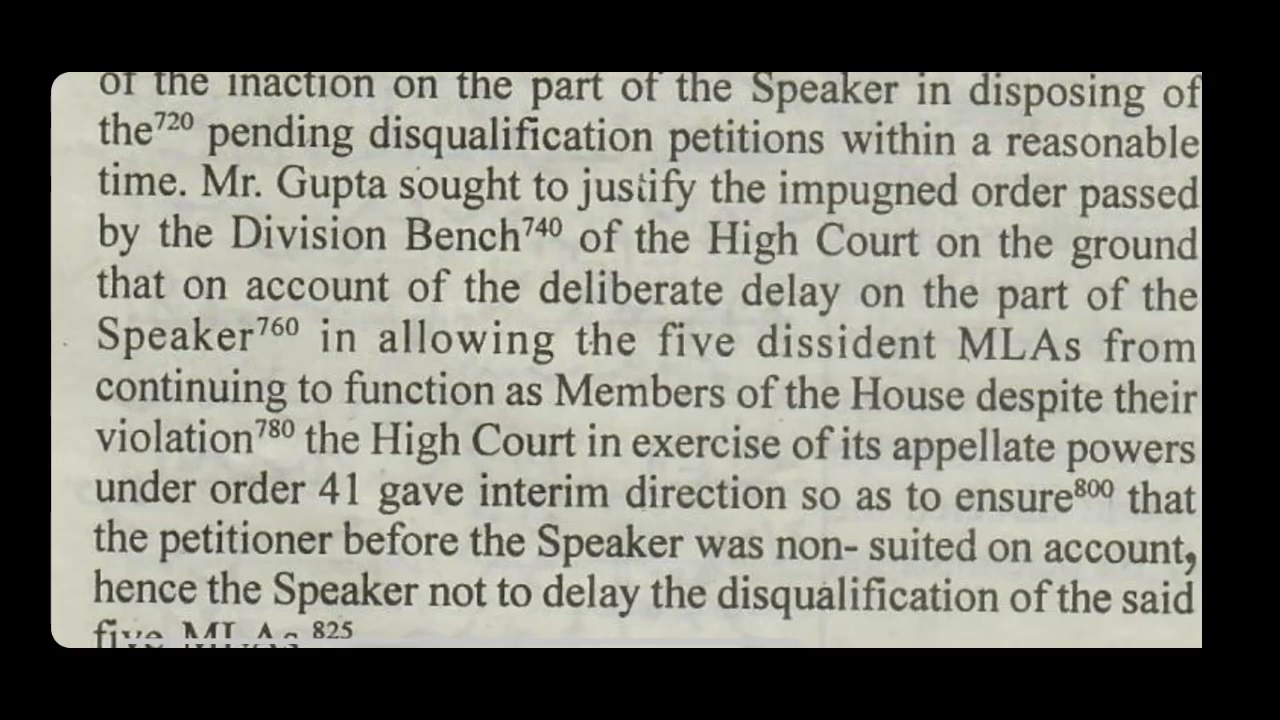 of the inaction on the part of the Speaker in disposing of
the⁷²⁰ pending disqualification petitions within a reasonable
time. Mr. Gupta sought to justify the impugned order passed
by the Division Bench⁷⁴⁰ of the High Court on the ground
that on account of the deliberate delay on the part of the
Speaker⁷⁶⁰ in allowing the five dissident MLAs from
continuing to function as Members of the House despite their
violation⁷⁸⁰ the High Court in exercise of its appellate powers
under order 41 gave interim direction so as to ensure⁸⁰⁰ that
the petitioner before the Speaker was non- suited on account,
hence the Speaker not to delay the disqualification of the said
five MLAs ⁸²⁵